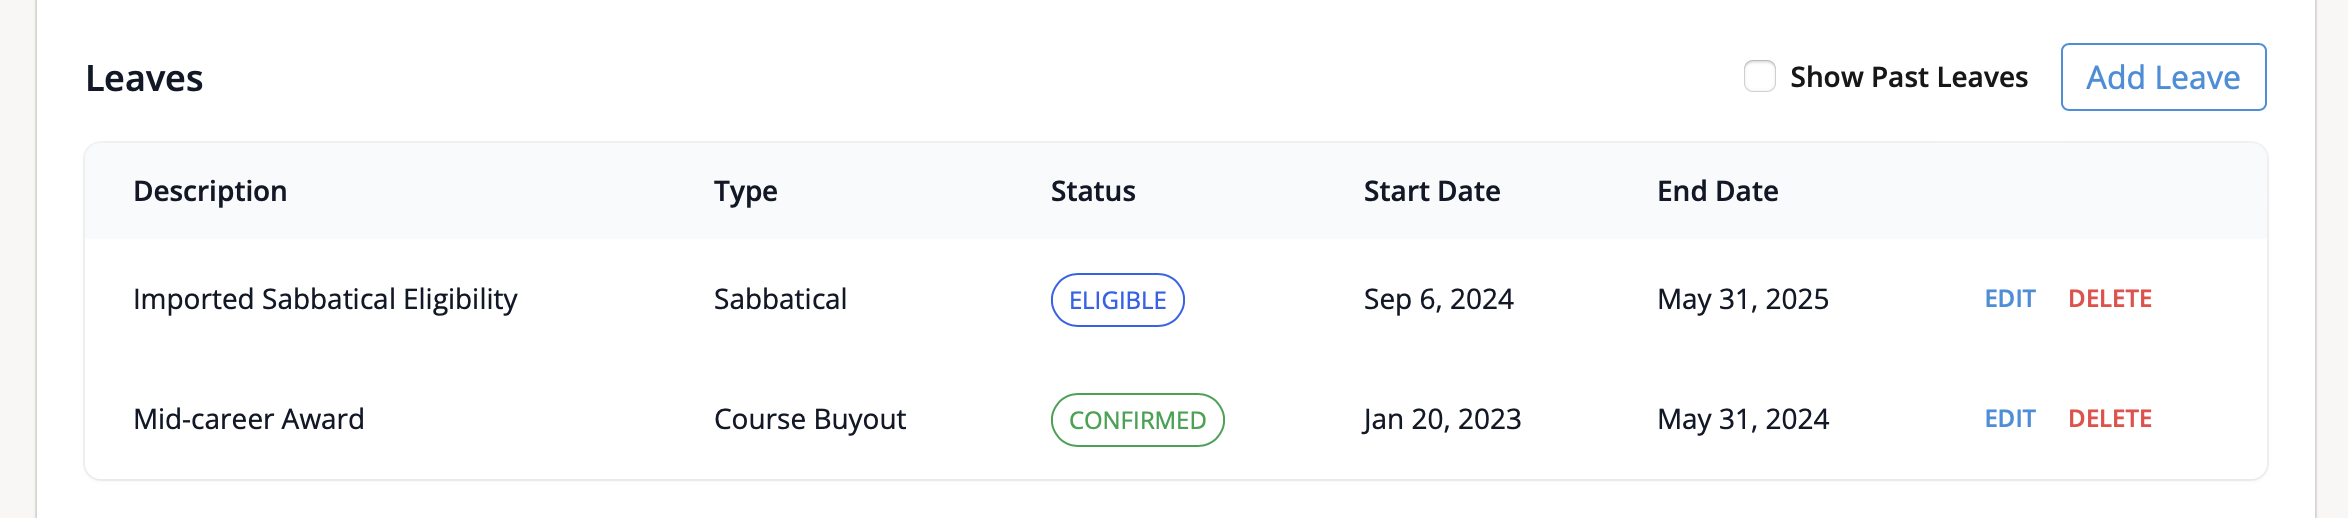 Leaves
Show Past Leaves Add Leave
Description Type Status Start Date End Date
Imported Sabbatical Eligibility Sabbatical ELIGIBLE Sep 6, 2024 May 31, 2025 EDIT DELETE
Mid-career Award Course Buyout CONFIRMED Jan 20, 2023 May 31, 2024 EDIT DELETE